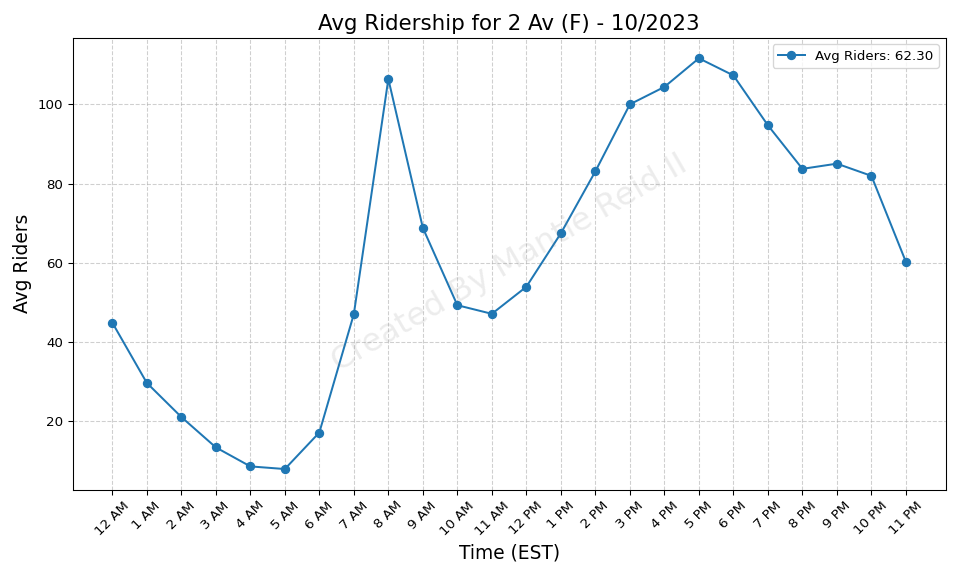 Avg Ridership for 2 Av (F) - 10/2023
Avg Riders: 62.30
Avg Riders
100
80
60
40
20
Created By Mantie Reid II
12 AM
1 AM
2 AM
3 AM
4 AM
5 AM
6 AM
7 AM
8 AM
9 AM
10 AM
11 AM
12 PM
1 PM
2 PM
3 PM
4 PM
5 PM
6 PM
7 PM
8 PM
9 PM
10 PM
11 PM
Time (EST)